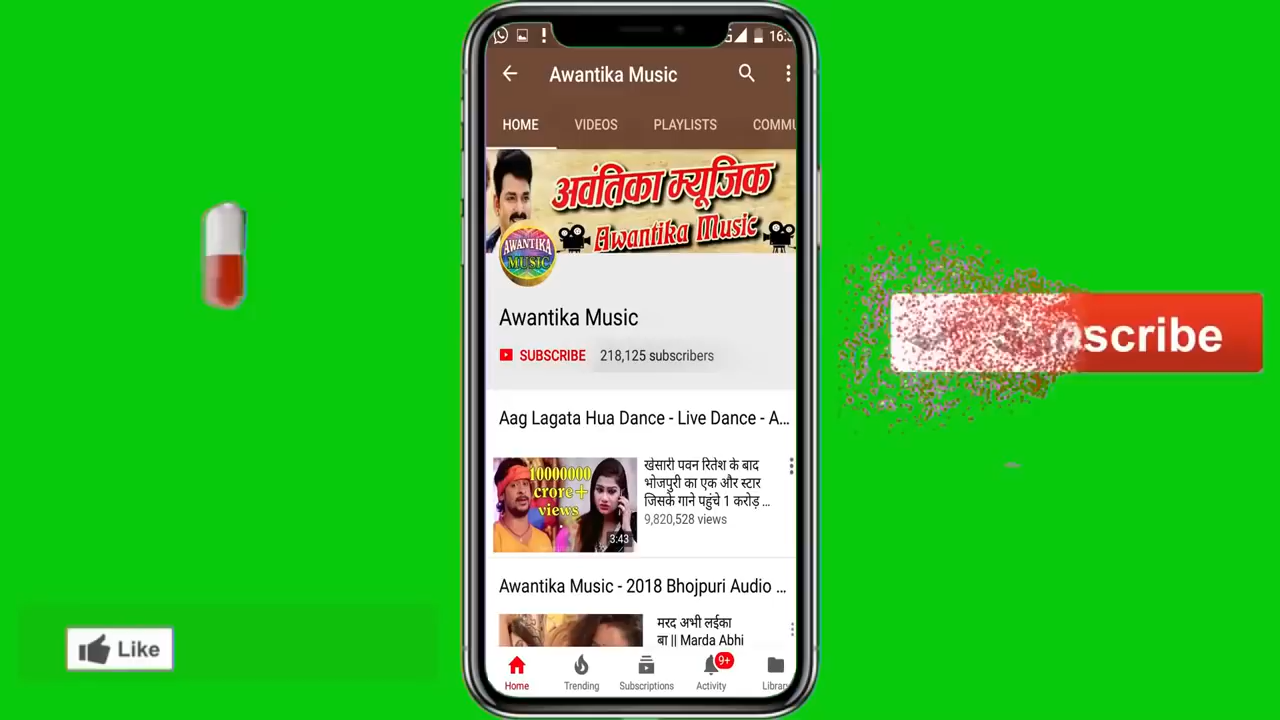 16:3
Awantika Music
HOME VIDEOS PLAYLISTS COMMU
अवंतिका म्यूजिक
Awantika Music
AWANTIKA
MUSIC
Awantika Music
SUBSCRIBE 218,125 subscribers
scribe
Aag Lagata Hua Dance - Live Dance - A...
10000000
crore+
views
3:43
खेसारी पवन रितेश के बाद
भोजपुरी का एक और स्टार
जिसके गाने पहुंचे 1 करोड़ ...
9,820,528 views
Awantika Music - 2018 Bhojpuri Audio ...
मरद अभी लईका
बा || Marda Abhi
Like
9+
Home Trending Subscriptions Activity Librar